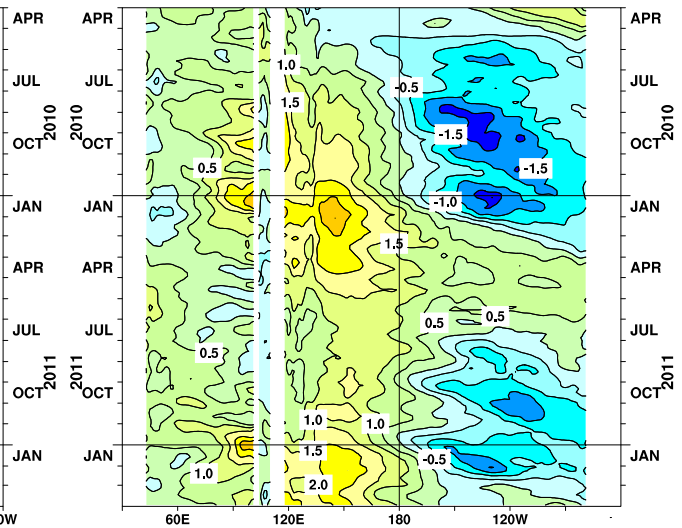 APR APR APR
1.0
JUL JUL -0.5 JUL
1.5
2010 2010 2010
OCT OCT -1.5 OCT
0.5 -1.5
JAN JAN -1.0 JAN
1.5
APR APR APR
0.5
JUL JUL 0.5 JUL
0.5
2011 2011 2011
OCT OCT OCT
1.0 1.0
JAN JAN 1.5 -0.5 JAN
1.0 2.0
0W 60E 120E 180 120W